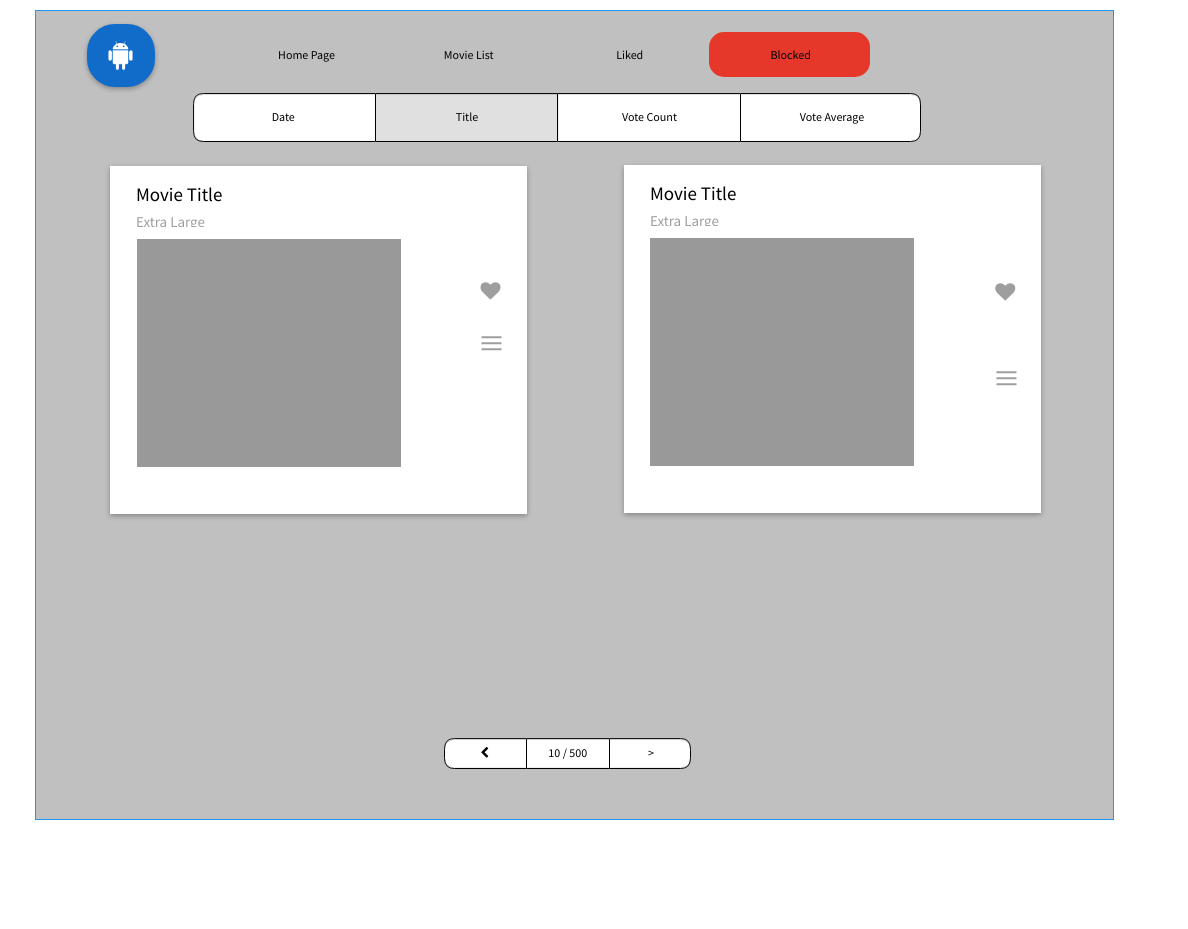 Home Page Movie List Liked Blocked
Date Title Vote Count Vote Average
Movie Title
Extra Large
Movie Title
Extra Large
10 / 500 >